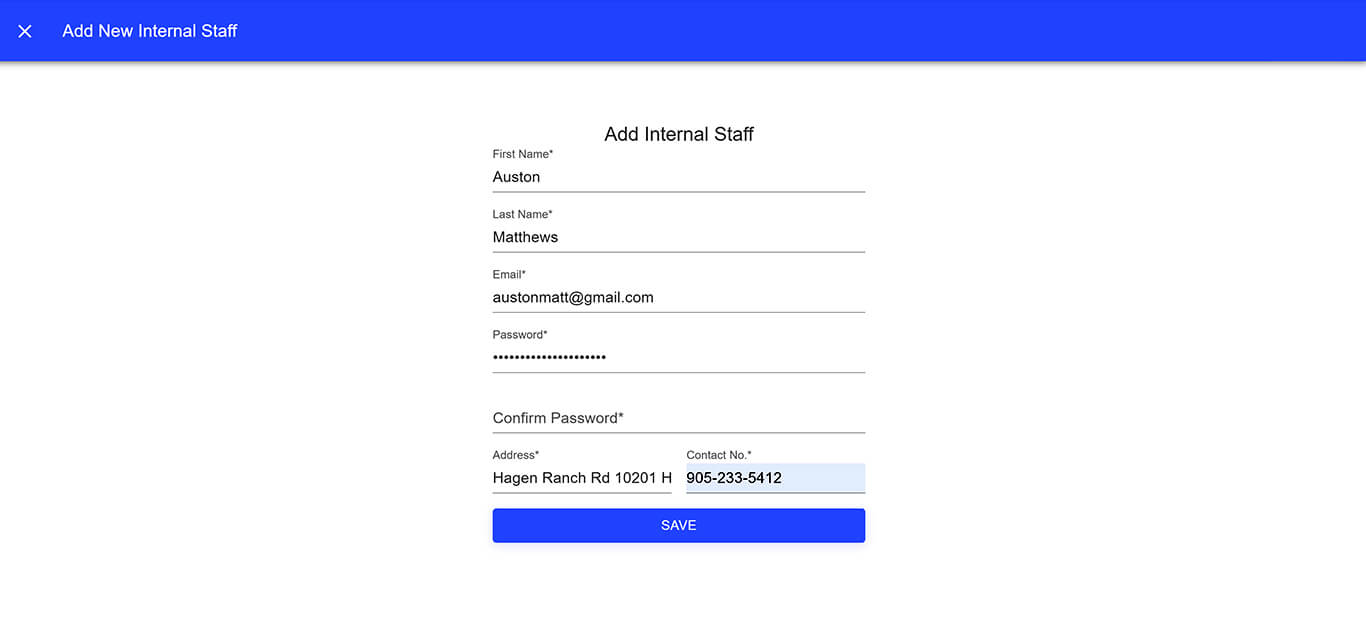 Add New Internal Staff
Add Internal Staff
First Name*
Auston
Last Name*
Matthews
Email*
austonmatt@gmail.com
Password*
•••••••••••••••••••••
Confirm Password*
Address* Contact No.*
Hagen Ranch Rd 10201 H 905-233-5412
SAVE